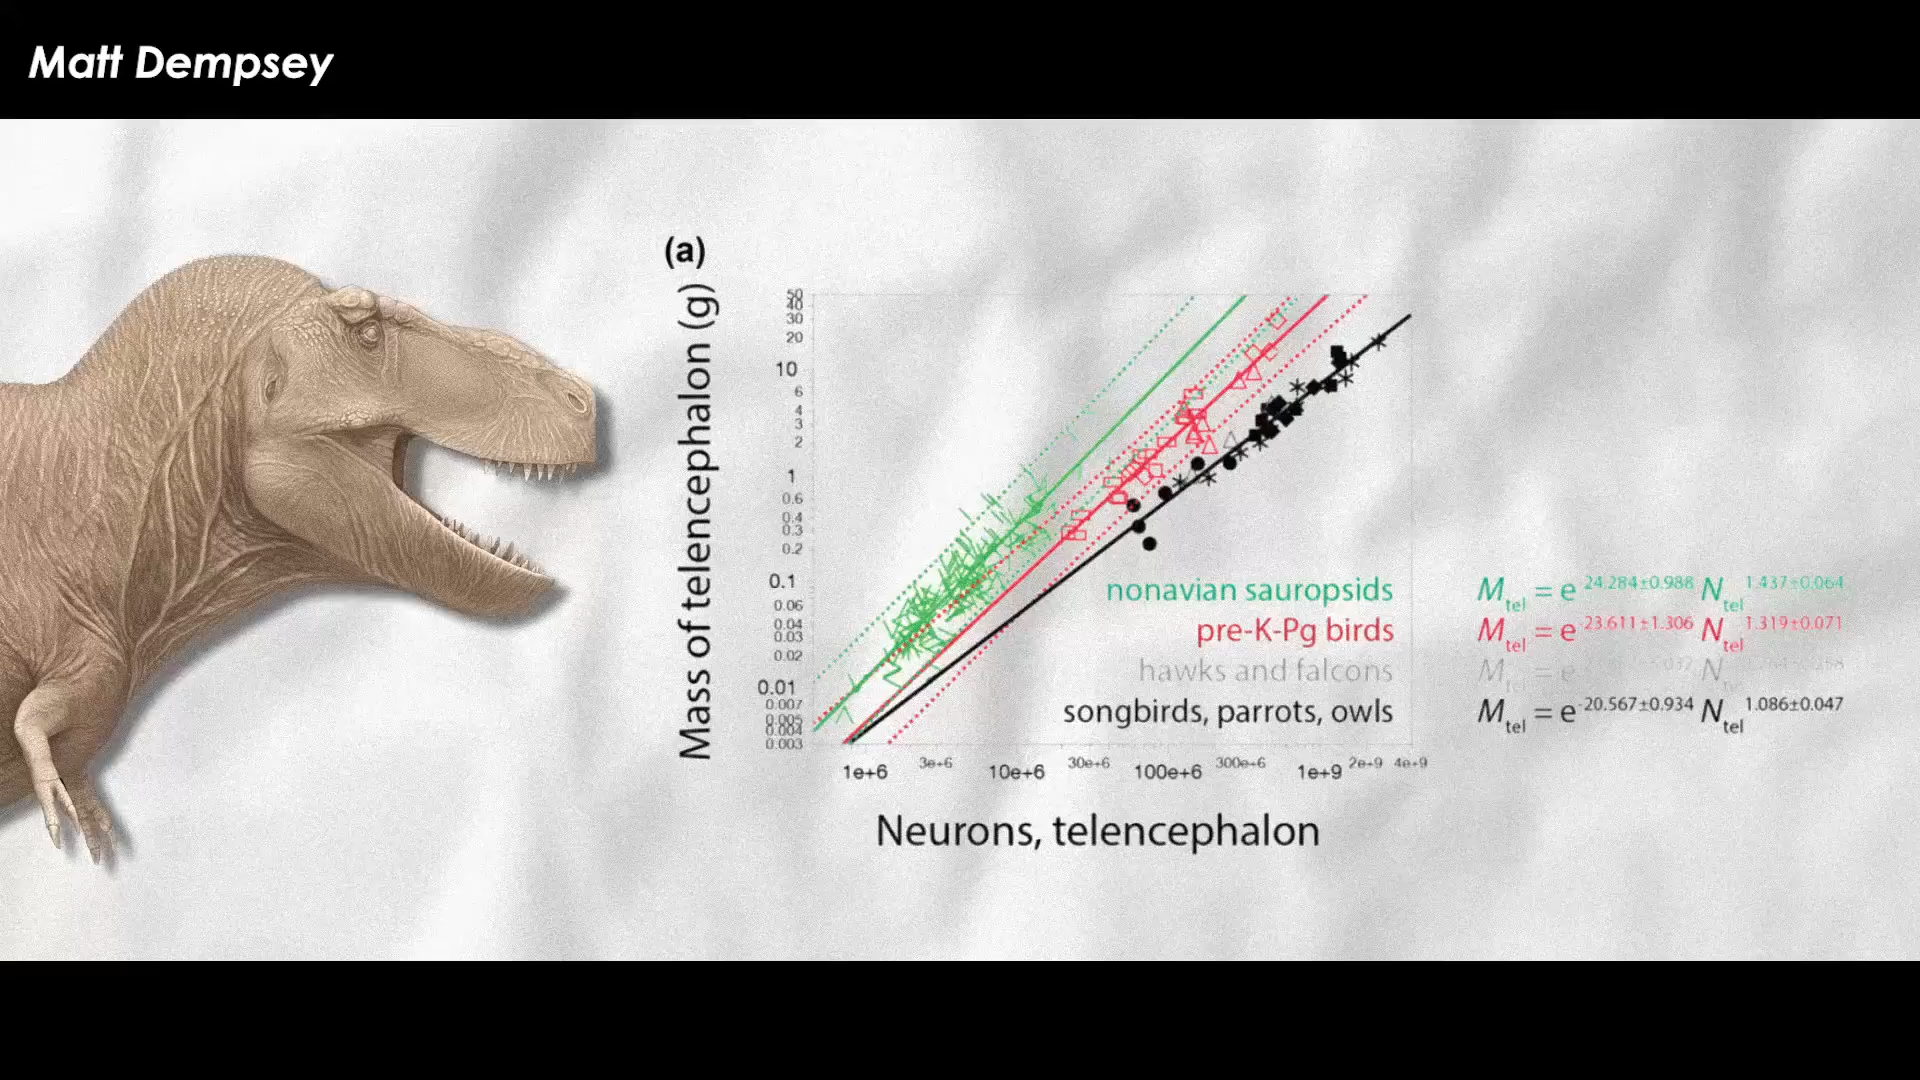 Matt Dempsey
(a)
Mass of telencephalon (g)
50
40
30
20
10
6
4
3
2
1
0.6
0.4
0.3
0.2
0.1
0.06
0.04
0.03
0.02
0.01
0.007
0.005
0.004
0.003
nonavian sauropsids M_tel = e^-24.284±0.988 N_tel^1.437±0.064
pre-K-Pg birds M_tel = e^-23.611±1.306 N_tel^1.319±0.071
hawks and falcons
songbirds, parrots, owls M_tel = e^-20.567±0.934 N_tel^1.086±0.047
1e+6 3e+6 10e+6 30e+6 100e+6 300e+6 1e+9 2e+9 4e+9
Neurons, telencephalon